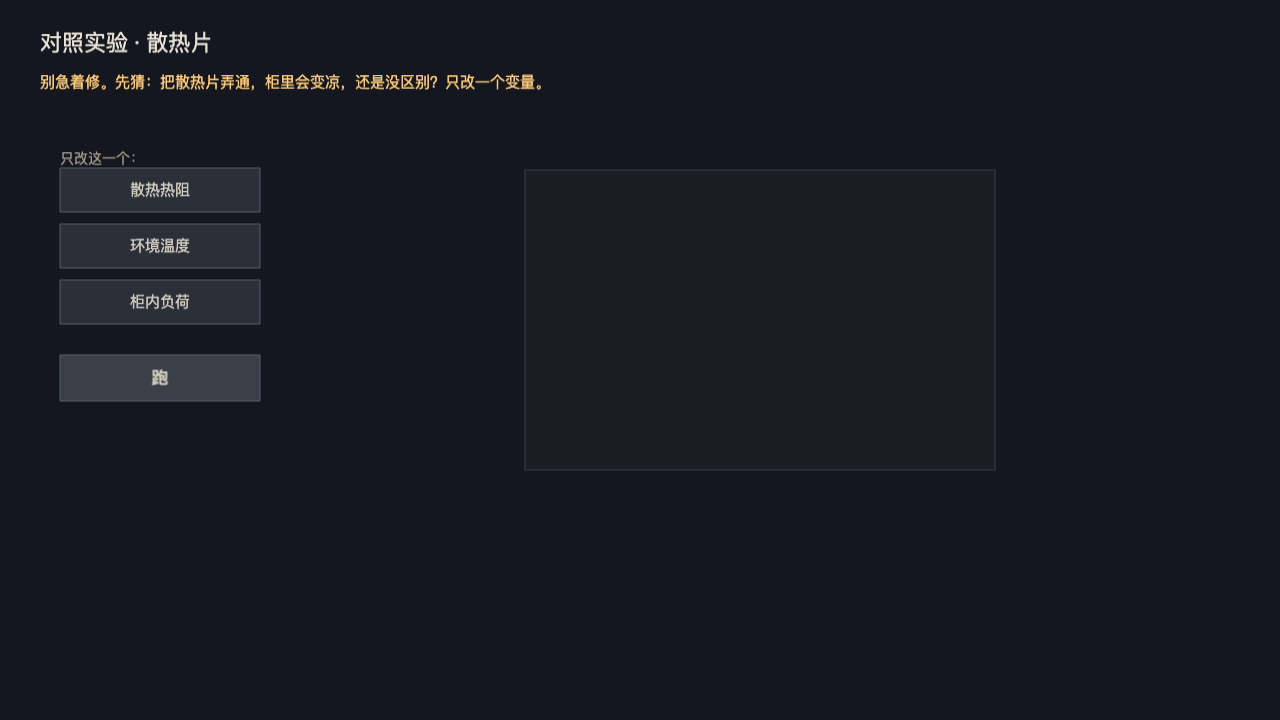 对照实验 · 散热片
别急着修。先猜：把散热片弄通，柜里会变凉，还是没区别？只改一个变量。
只改这一个：
散热热阻
环境温度
柜内负荷
跑